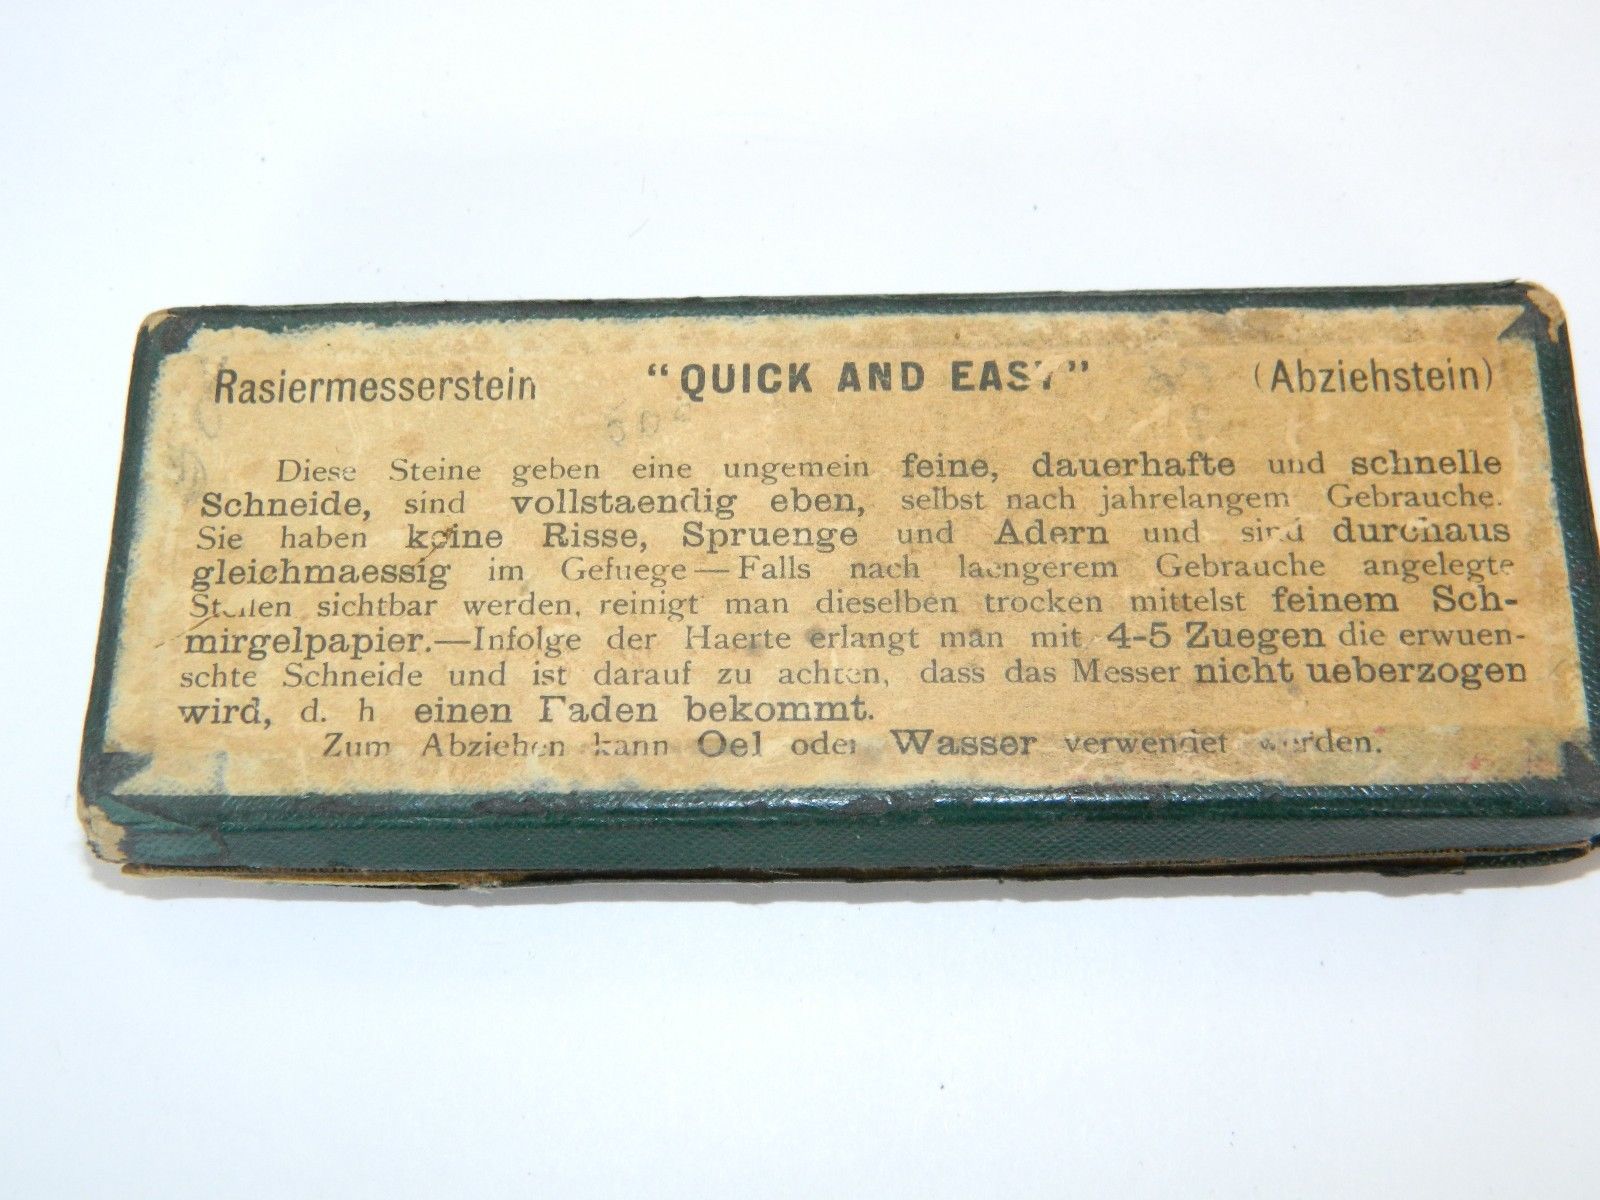 Rasiermesserstein "QUICK AND EASY" (Abziehstein)
Diese Steine geben eine ungemein feine, dauerhafte und schnelle
Schneide, sind vollstaendig eben, selbst nach jahrelangem Gebrauche.
Sie haben keine Risse, Spruenge und Adern und sind durchaus
gleichmaessig im Gefuege — Falls nach laengerem Gebrauche angelegte
Stellen sichtbar werden, reinigt man dieselben trocken mittelst feinem Sch-
mirgelpapier.—Infolge der Haerte erlangt man mit 4-5 Zuegen die erwuen-
schte Schneide und ist darauf zu achten, dass das Messer nicht ueberzogen
wird, d. h einen Faden bekommt.
Zum Abziehen kann Oel oder Wasser verwendet werden.